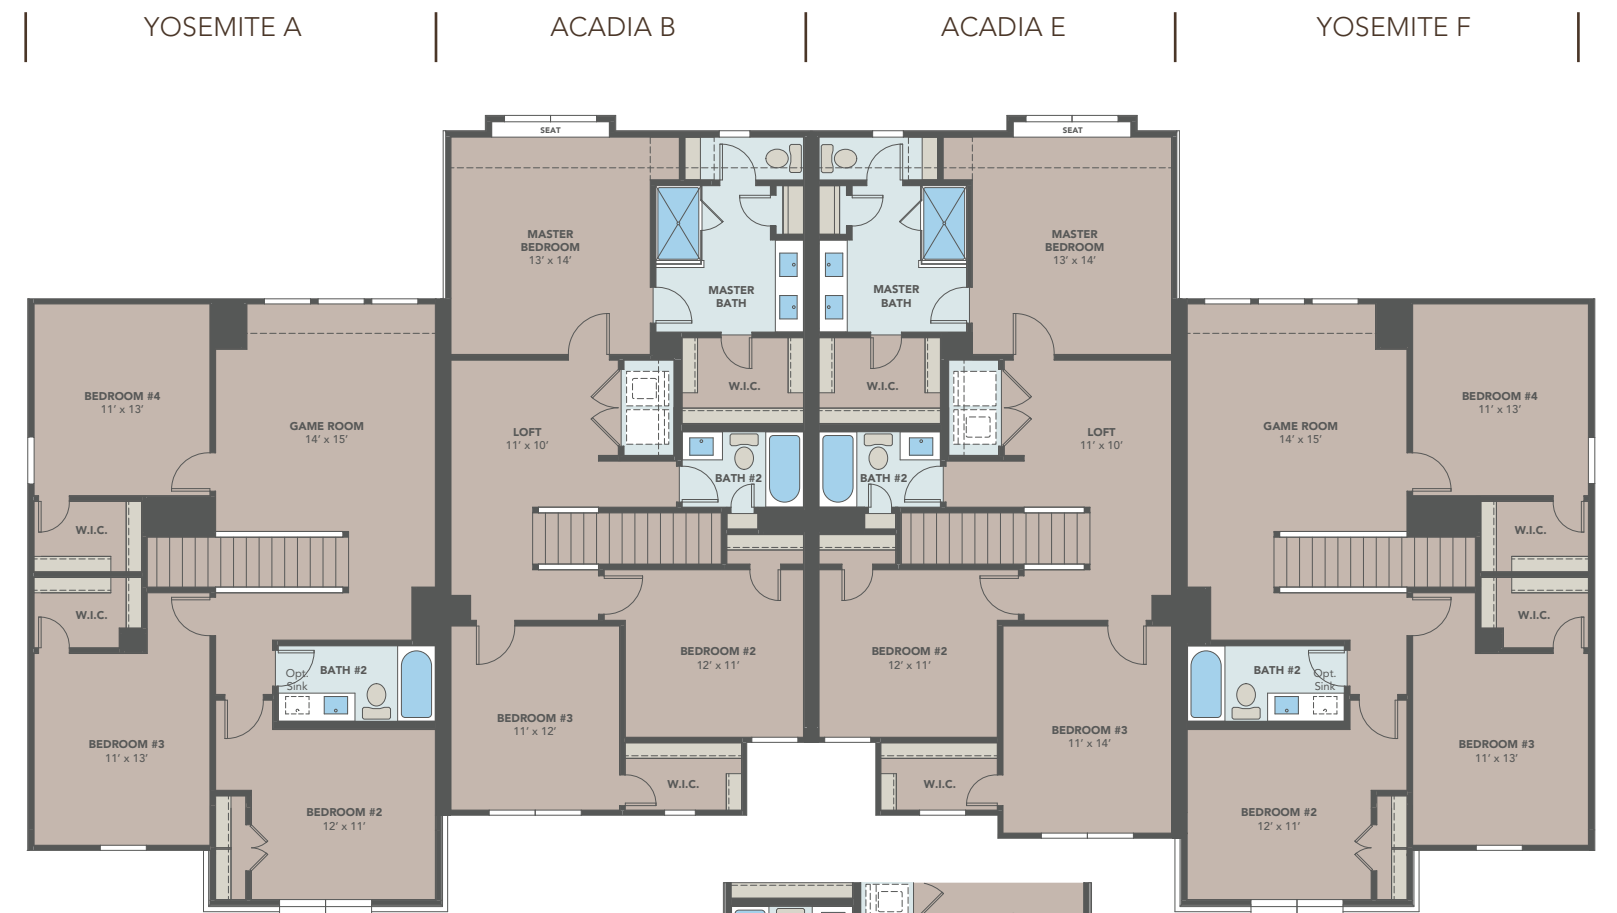 YOSEMITE A
ACADIA B
ACADIA E
YOSEMITE F
BEDROOM #4
11' x 13'
GAME ROOM
14' x 15'
W.I.C.
W.I.C.
BATH #2
Opt.
Sink
BEDROOM #3
11' x 13'
BEDROOM #2
12' x 11'
SEAT
MASTER
BEDROOM
13' x 14'
MASTER
BATH
W.I.C.
LOFT
11' x 10'
BATH #2
BEDROOM #2
12' x 11'
BEDROOM #3
11' x 12'
W.I.C.
SEAT
MASTER
BEDROOM
13' x 14'
MASTER
BATH
W.I.C.
LOFT
11' x 10'
BATH #2
BEDROOM #2
12' x 11'
BEDROOM #3
11' x 14'
W.I.C.
GAME ROOM
14' x 15'
BEDROOM #4
11' x 13'
W.I.C.
W.I.C.
BATH #2
Opt.
Sink
BEDROOM #3
11' x 13'
BEDROOM #2
12' x 11'